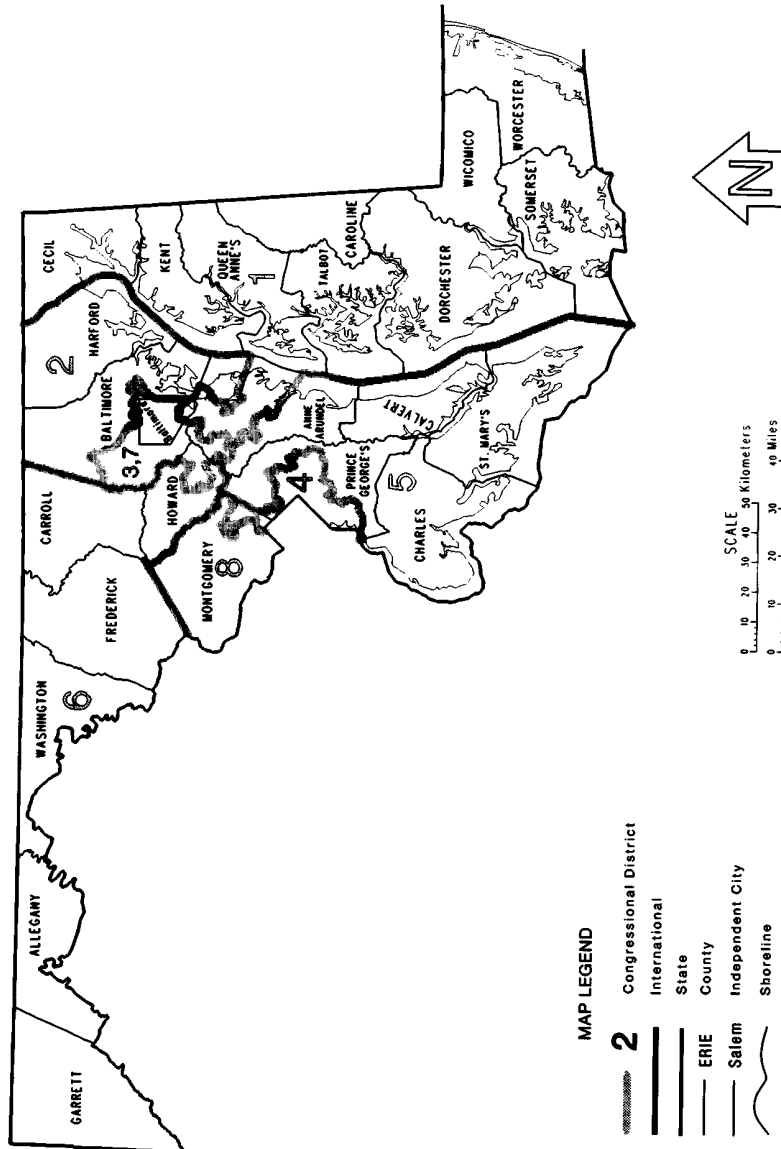 GARRETT
ALLEGANY
WASHINGTON
6
FREDERICK
CARROLL
MONTGOMERY
8
HOWARD
BALTIMORE
3,7
Baltimore
2
HARFORD
CECIL
KENT
QUEEN
ANNE'S
1
TALBOT
CAROLINE
ANNE
ARUNDEL
PRINCE
GEORGE'S
4
5
CALVERT
CHARLES
ST. MARY'S
DORCHESTER
WICOMICO
SOMERSET
WORCESTER
N
SCALE
0 10 20 30 40 50 Kilometers
0 10 20 30 40 Miles
MAP LEGEND
2 Congressional District
International
State
ERIE County
Salem Independent City
Shoreline